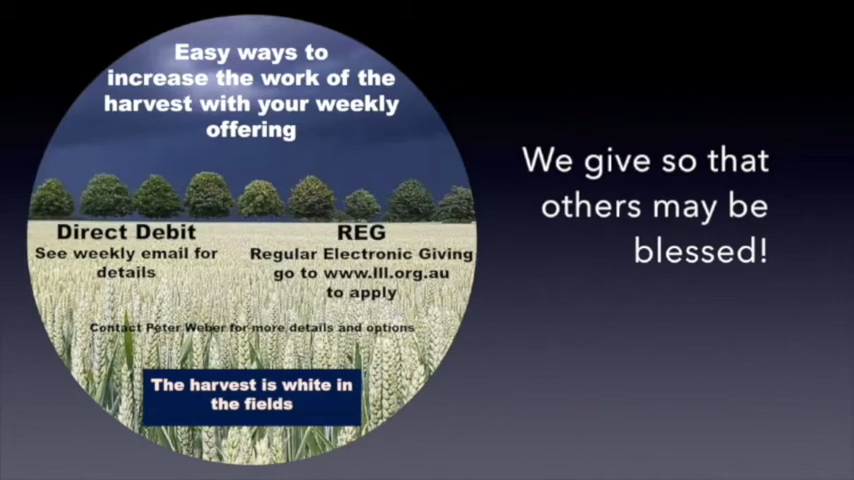 Easy ways to
increase the work of the
harvest with your weekly
offering
Direct Debit
See weekly email for
details
REG
Regular Electronic Giving
go to www.lll.org.au
to apply
Contact Peter Weber for more details and options
The harvest is white in
the fields
We give so that
others may be
blessed!